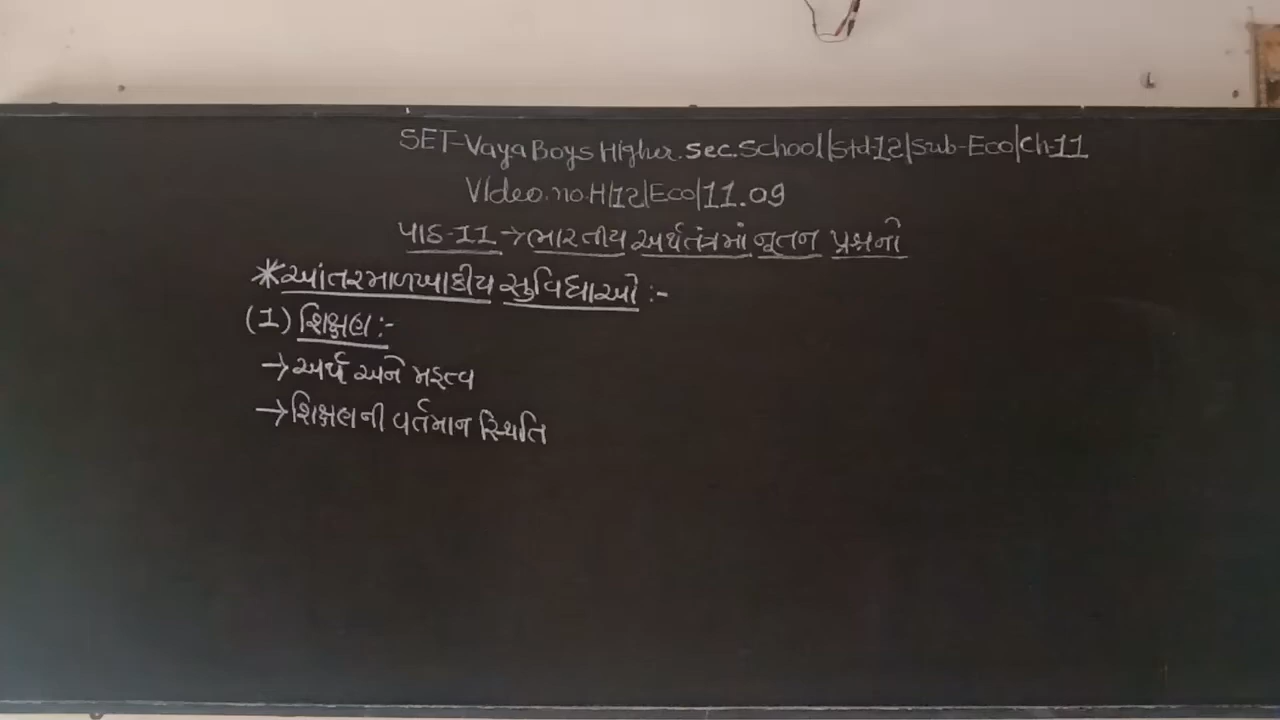 SET-Vaya Boys Higher.Sec.School|Std-12|Sub-Eco|Ch-11
Video.no.H|12|Eco|11.09
પાઠ-11 → ભારતીય અર્થતંત્રમાં નૂતન પ્રશ્નનો
*આંતરમાળખાકીય સુવિધાઓ :-
(1) શિક્ષણ :-
→ અર્થ અને મહત્વ
→ શિક્ષણની વર્તમાન સ્થિતિ